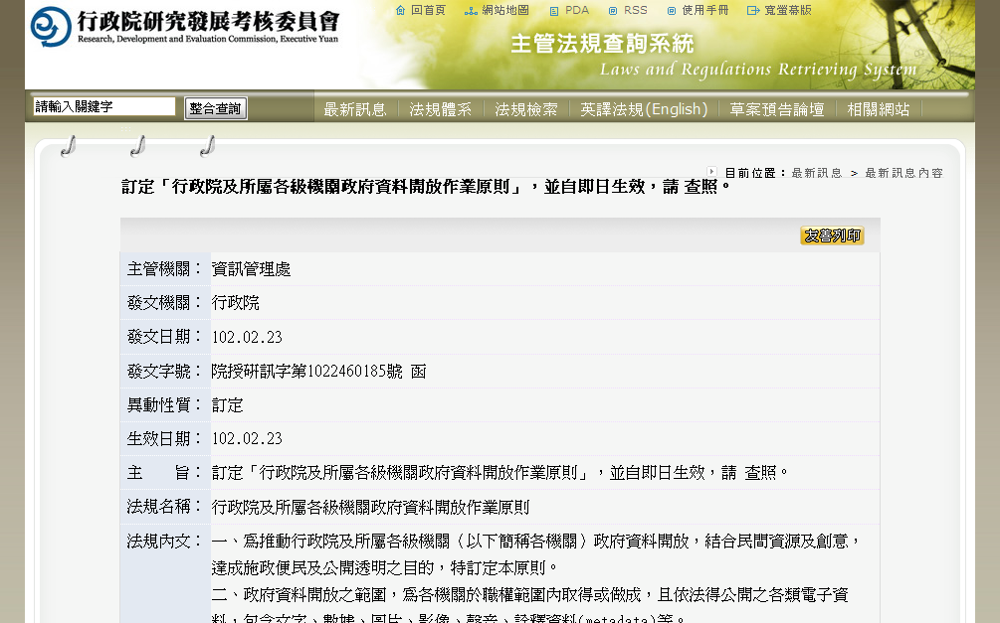 行政院研究發展考核委員會
Research, Development and Evaluation Commission, Executive Yuan
回首頁 網站地圖 PDA RSS 使用手冊 寬螢幕版
主管法規查詢系統
Laws and Regulations Retrieving System
請輸入關鍵字 整合查詢 最新訊息 法規體系 法規檢索 英譯法規(English) 草案預告論壇 相關網站
目前位置：最新訊息 > 最新訊息內容
訂定「行政院及所屬各級機關政府資料開放作業原則」，並自即日生效，請 查照。
友善列印
主管機關： 資訊管理處
發文機關： 行政院
發文日期： 102.02.23
發文字號： 院授研訊字第1022460185號 函
異動性質： 訂定
生效日期： 102.02.23
主　　旨： 訂定「行政院及所屬各級機關政府資料開放作業原則」，並自即日生效，請 查照。
法規名稱： 行政院及所屬各級機關政府資料開放作業原則
法規內文： 一、為推動行政院及所屬各級機關（以下簡稱各機關）政府資料開放，結合民間資源及創意，
達成施政便民及公開透明之目的，特訂定本原則。
二、政府資料開放之範圍，為各機關於職權範圍內取得或做成，且依法得公開之各類電子資
料，包含文字、數據、圖片、影像、聲音、詮釋資料(metadata)等。